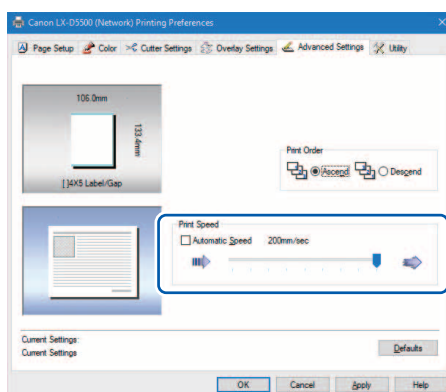 Canon LX-D5500 (Network) Printing Preferences
Page Setup Color Cutter Settings Overlay Settings Advanced Settings Utility
106.0mm
133.4mm
[ ]4X5 Label/Gap
Print Order
Ascend Descend
Print Speed
Automatic Speed 200mm/sec
Current Settings:
Current Settings
Defaults
OK Cancel Apply Help